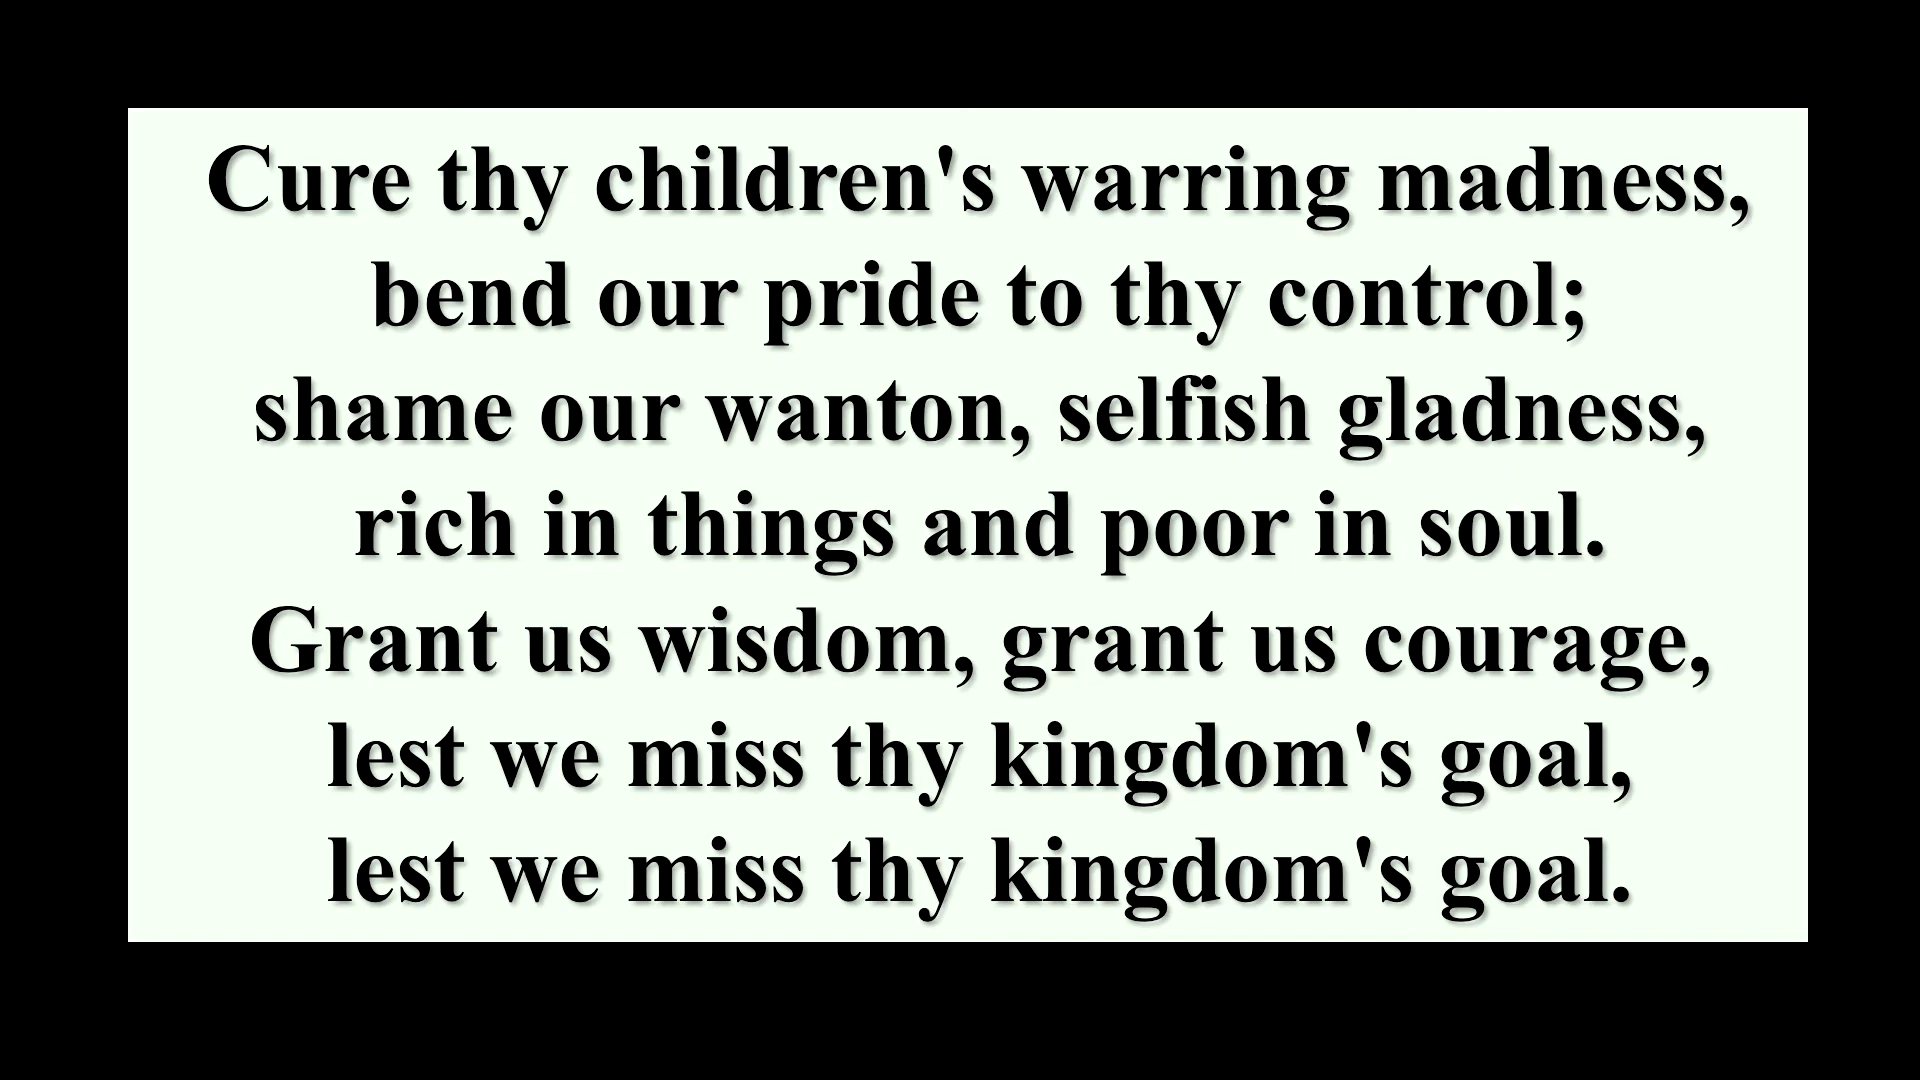 Cure thy children's warring madness,
bend our pride to thy control;
shame our wanton, selfish gladness,
rich in things and poor in soul.
Grant us wisdom, grant us courage,
lest we miss thy kingdom's goal,
lest we miss thy kingdom's goal.